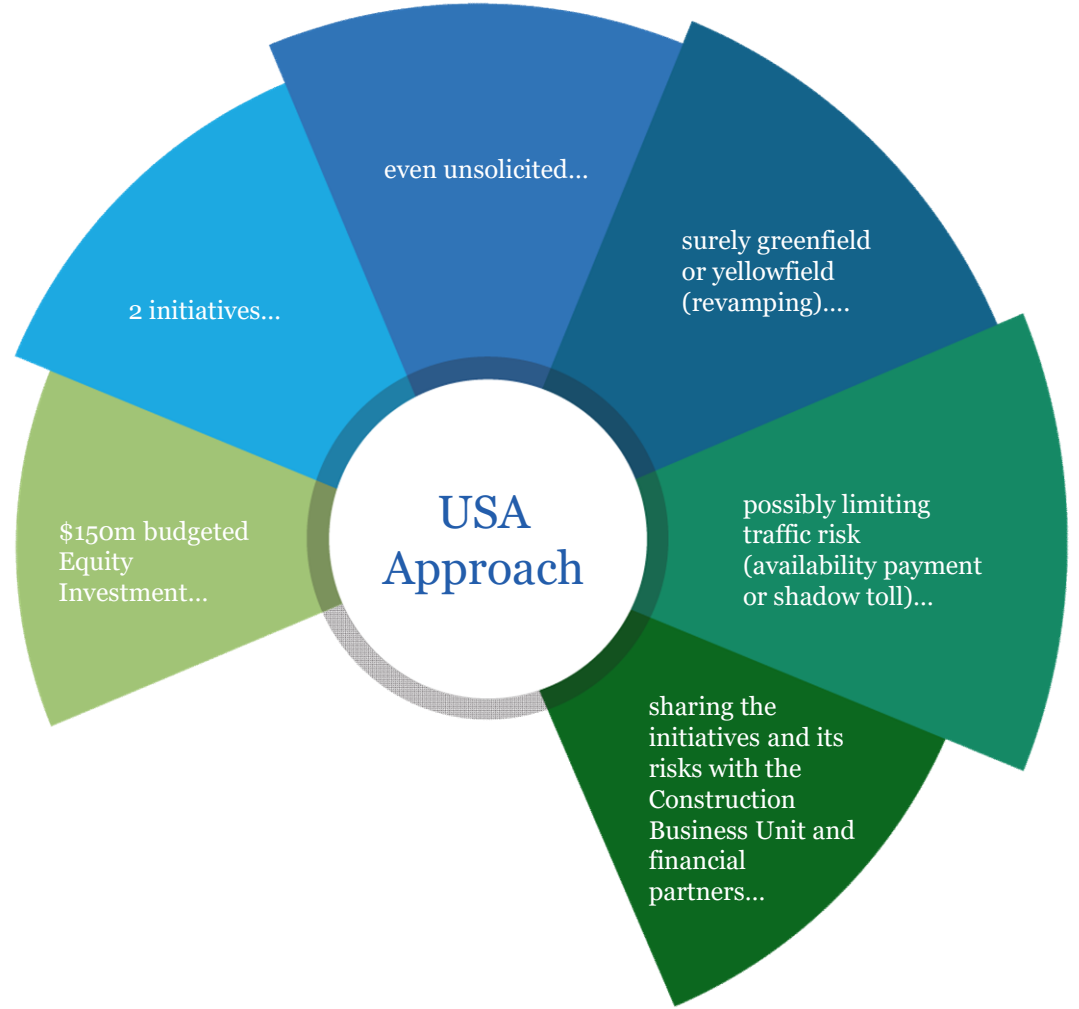 even unsolicited...
surely greenfield
or yellowfield
(revamping)....
2 initiatives...
possibly limiting
traffic risk
(availability payment
or shadow toll)...
USA
Approach
$150m budgeted
Equity
Investment...
sharing the
initiatives and its
risks with the
Construction
Business Unit and
financial
partners...